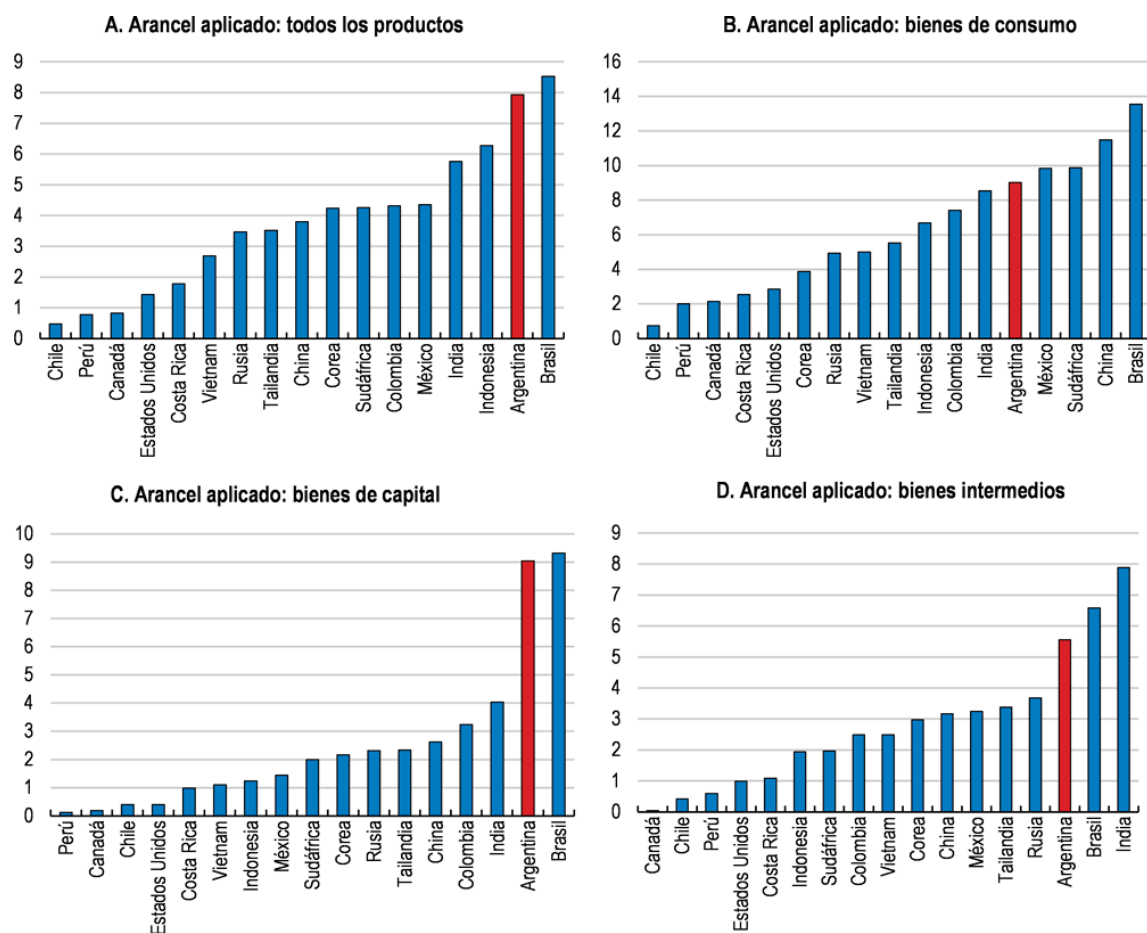 A. Arancel aplicado: todos los productos
9
8
7
6
5
4
3
2
1
0
Chile
Perú
Canadá
Estados Unidos
Costa Rica
Vietnam
Rusia
Tailandia
China
Corea
Sudáfrica
Colombia
México
India
Indonesia
Argentina
Brasil
B. Arancel aplicado: bienes de consumo
16
14
12
10
8
6
4
2
0
Chile
Perú
Canadá
Costa Rica
Estados Unidos
Corea
Rusia
Vietnam
Tailandia
Indonesia
Colombia
India
Argentina
México
Sudáfrica
China
Brasil
C. Arancel aplicado: bienes de capital
10
9
8
7
6
5
4
3
2
1
0
Perú
Canadá
Chile
Estados Unidos
Costa Rica
Vietnam
Indonesia
México
Sudáfrica
Corea
Rusia
Tailandia
China
Colombia
India
Argentina
Brasil
D. Arancel aplicado: bienes intermedios
9
8
7
6
5
4
3
2
1
0
Canadá
Chile
Perú
Estados Unidos
Costa Rica
Indonesia
Sudáfrica
Colombia
Vietnam
Corea
China
México
Tailandia
Rusia
Argentina
Brasil
India